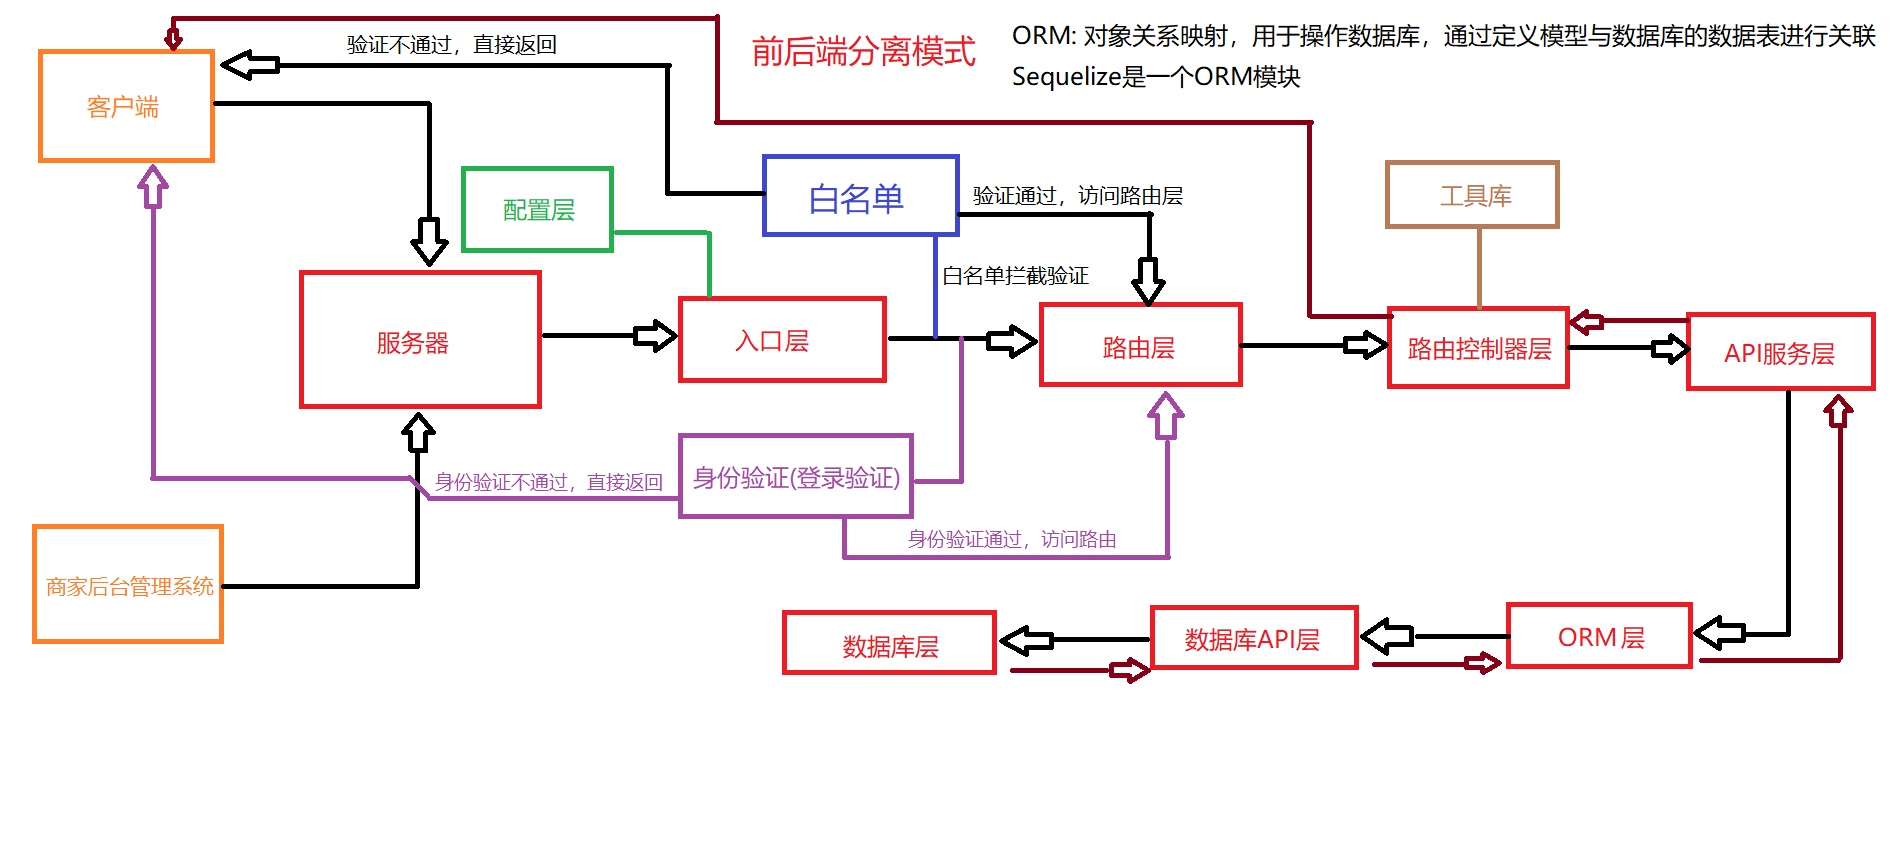 ORM: 对象关系映射，用于操作数据库，通过定义模型与数据库的数据表进行关联
Sequelize是一个ORM模块
前后端分离模式
验证不通过，直接返回
客户端
配置层
白名单
验证通过，访问路由层
工具库
白名单拦截验证
服务器
入口层
路由层
路由控制器层
API服务层
身份验证不通过，直接返回
身份验证(登录验证)
身份验证通过，访问路由
商家后台管理系统
数据库层
数据库API层
ORM 层